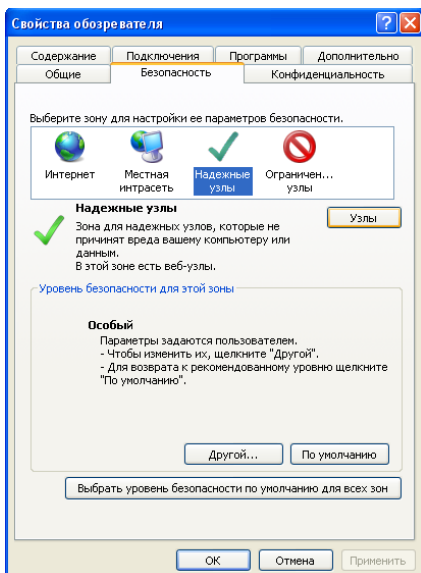 Свойства обозревателя
Содержание Подключения Программы Дополнительно
Общие Безопасность Конфиденциальность
Выберите зону для настройки ее параметров безопасности.
Интернет Местная интрасеть Надежные узлы Ограничен... узлы
Надежные узлы
Узлы
Зона для надежных узлов, которые не
причинят вреда вашему компьютеру или
данным.
В этой зоне есть веб-узлы.
Уровень безопасности для этой зоны
Особый
Параметры задаются пользователем.
- Чтобы изменить их, щелкните "Другой".
- Для возврата к рекомендованному уровню щелкните
"По умолчанию".
Другой... По умолчанию
Выбрать уровень безопасности по умолчанию для всех зон
OK Отмена Применить